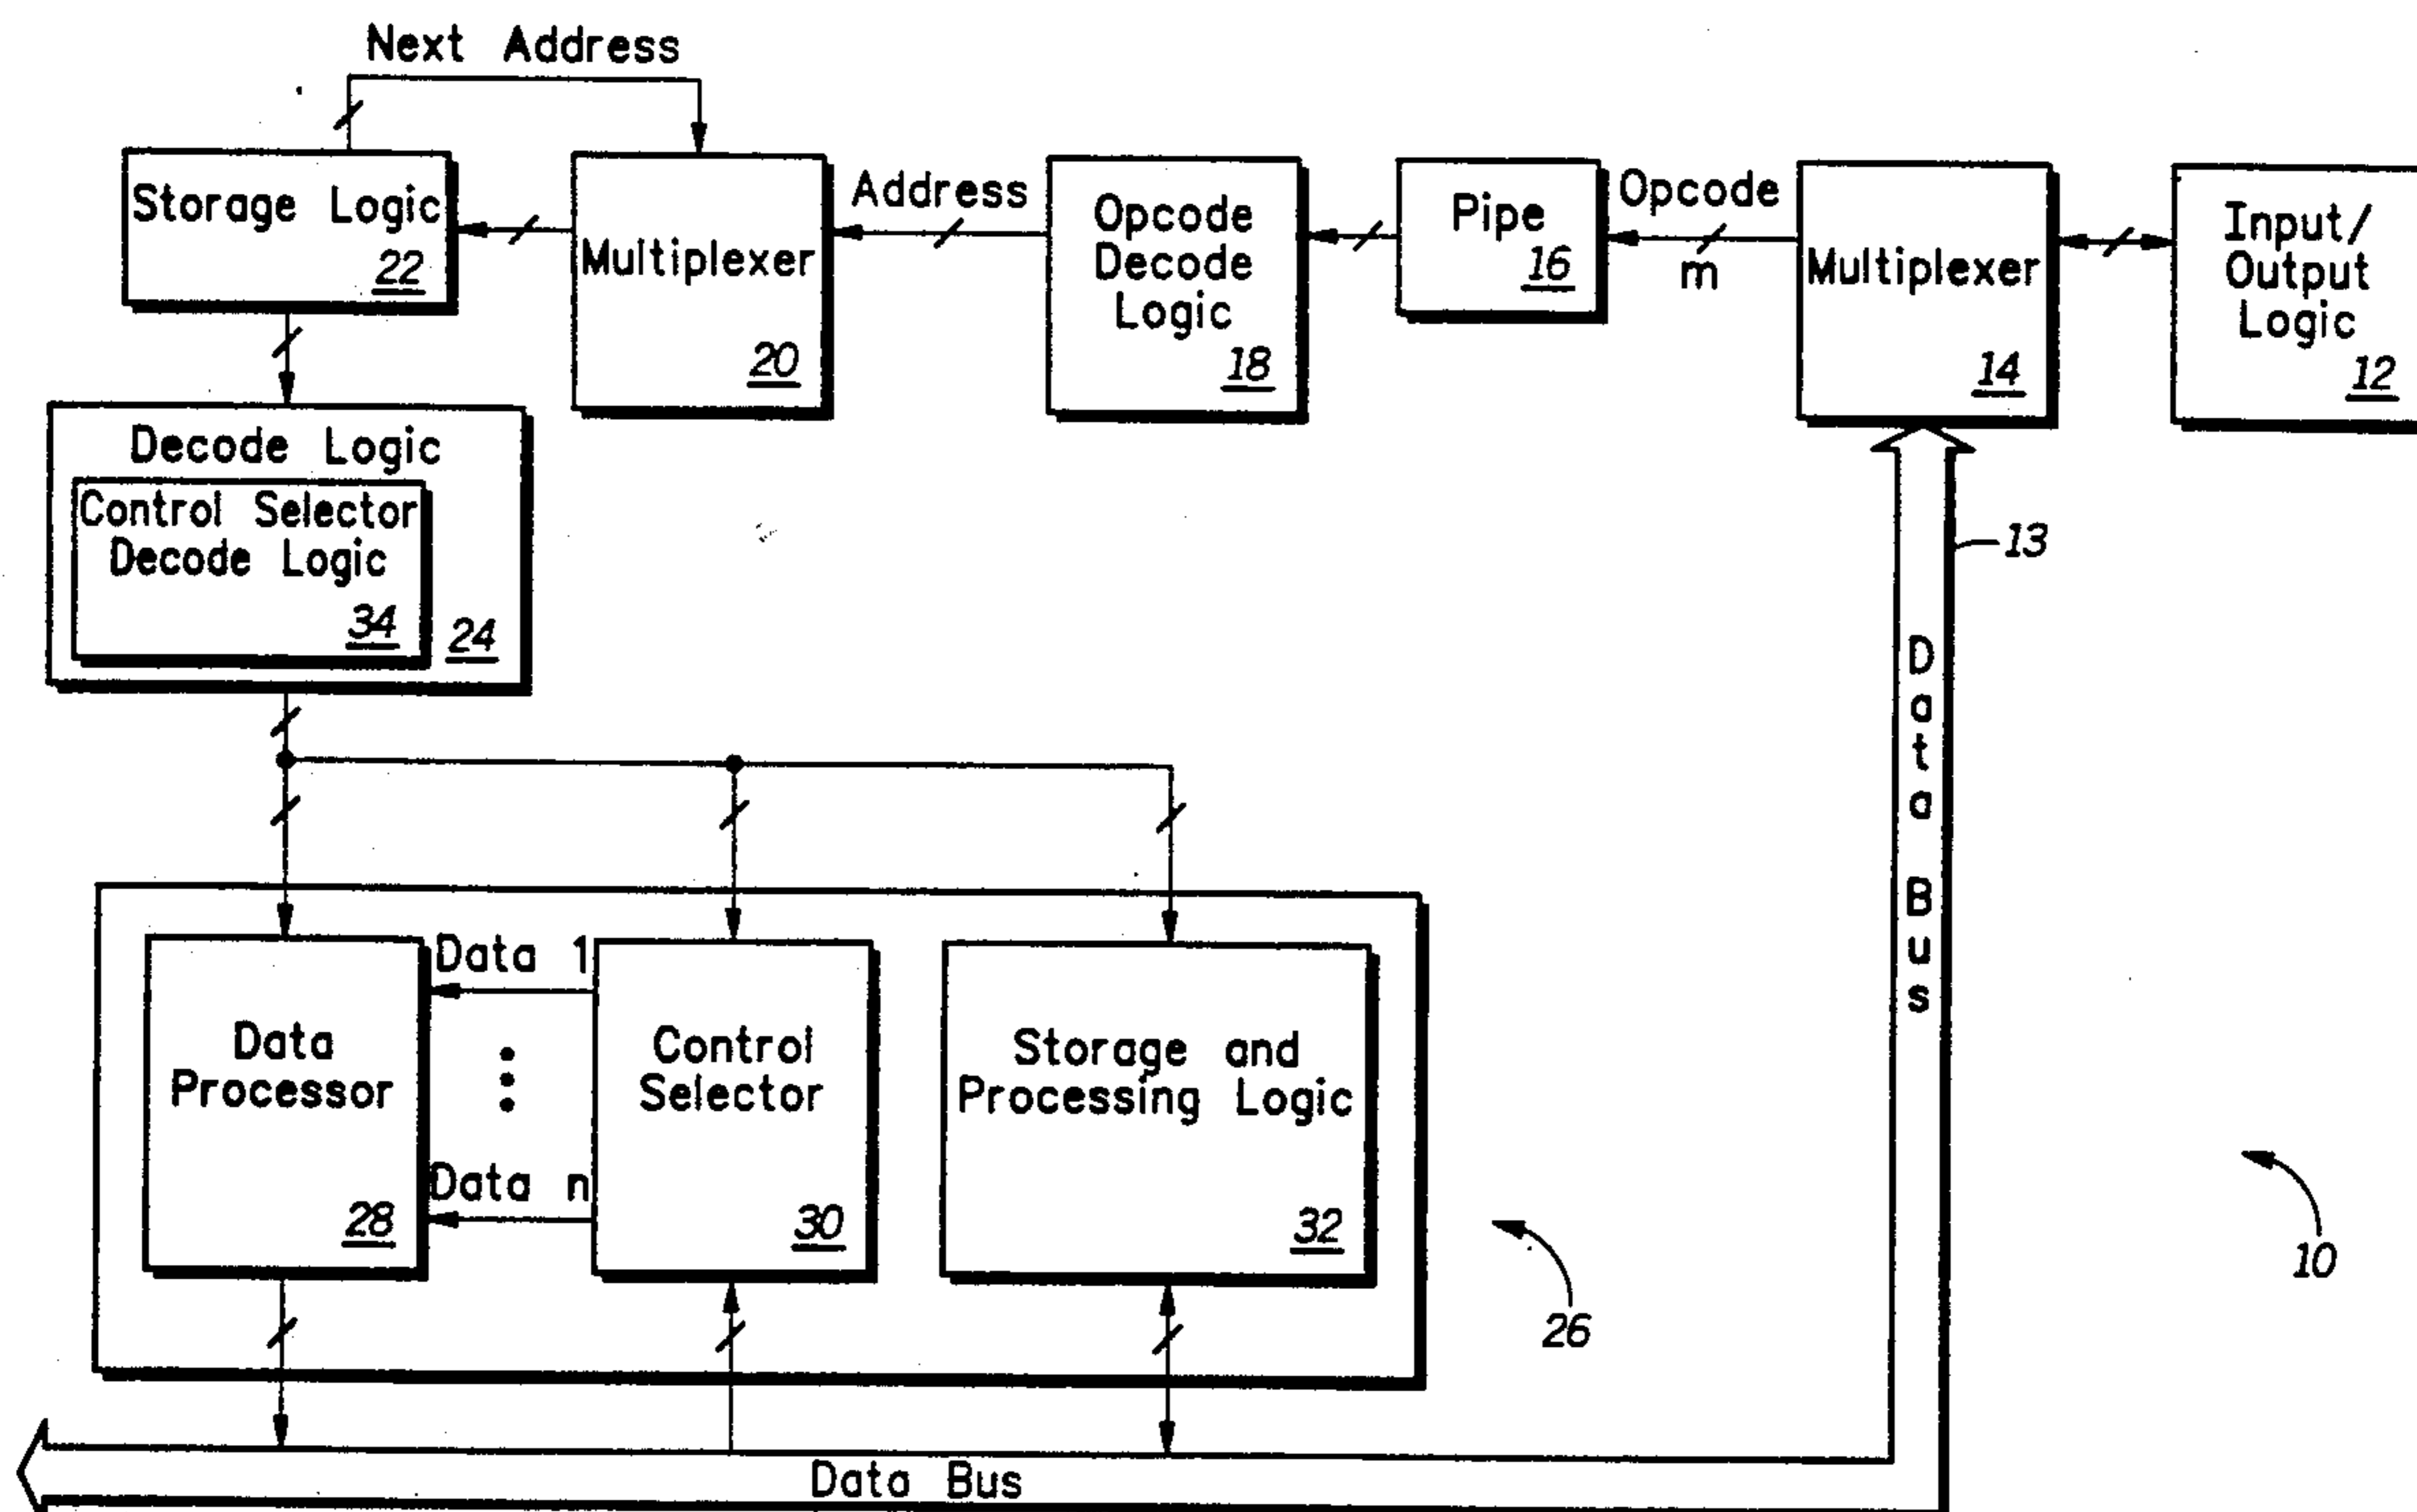 Next Address
Storage Logic
22
Multiplexer
20
Address
Opcode
Decode
Logic
18
Pipe
16
Opcode
m
Multiplexer
14
Input/
Output
Logic
12
Decode Logic
Control Selector
Decode Logic
34
24
13
Data Bus
Data
Processor
28
Data 1
Data n
Control
Selector
30
Storage and
Processing Logic
32
26
10
Data Bus